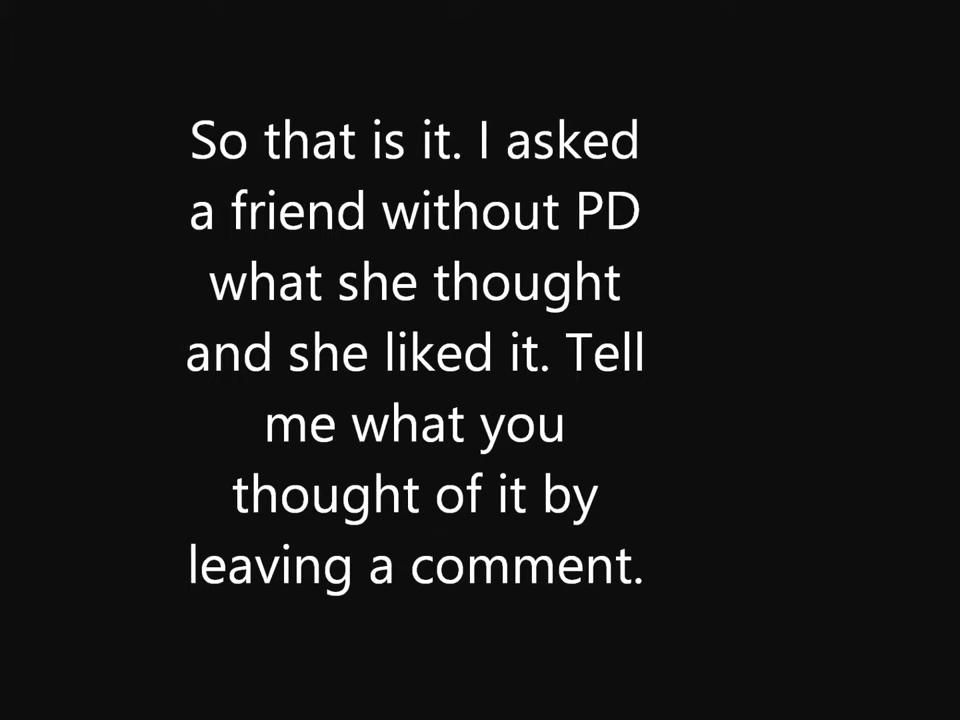 So that is it. I asked
a friend without PD
what she thought
and she liked it. Tell
me what you
thought of it by
leaving a comment.